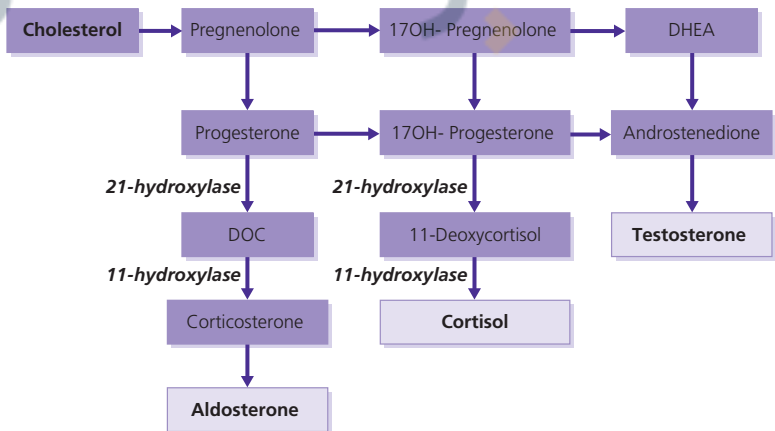 Cholesterol
Pregnenolone
17OH- Pregnenolone
DHEA
Progesterone
17OH- Progesterone
Androstenedione
21-hydroxylase
21-hydroxylase
DOC
11-Deoxycortisol
Testosterone
11-hydroxylase
11-hydroxylase
Corticosterone
Cortisol
Aldosterone